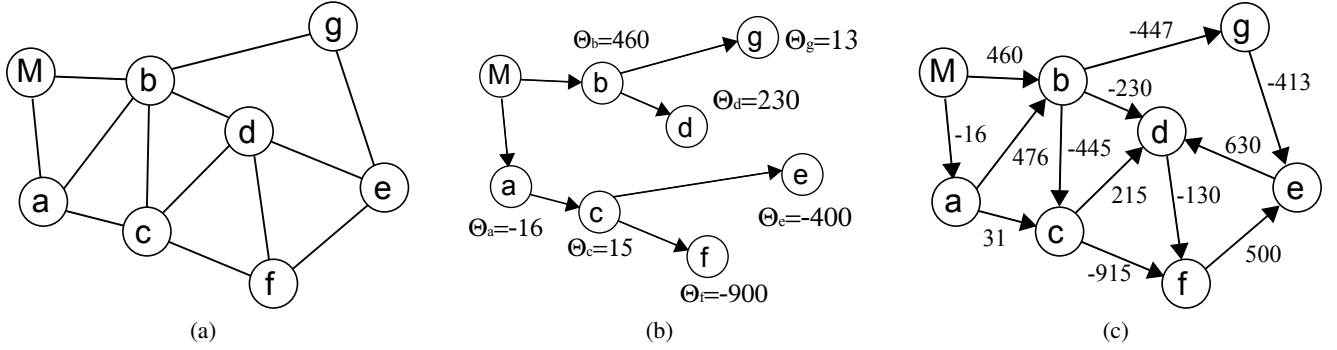 M
b
g
d
a
c
e
f
(a)
Θb=460
M
b
g
Θg=13
Θd=230
d
a
c
e
Θa=-16
Θc=15
Θe=-400
f
Θf=-900
(b)
g
-447
M
460
b
-413
-230
-16
d
630
476
-445
e
a
215
-130
31
c
500
-915
f
(c)